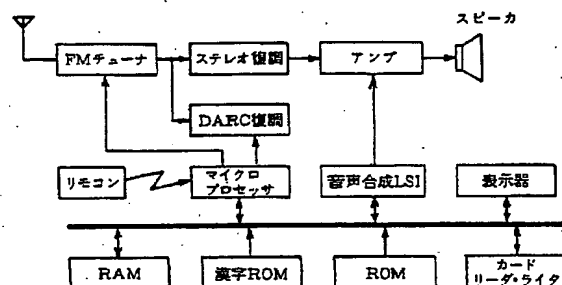 スピーカ
FMチューナ
ステレオ復調
アンプ
DARC復調
リモコン
マイクロ
プロセッサ
音声合成LSI
表示器
RAM
漢字ROM
ROM
カード
リーダ・ライタ